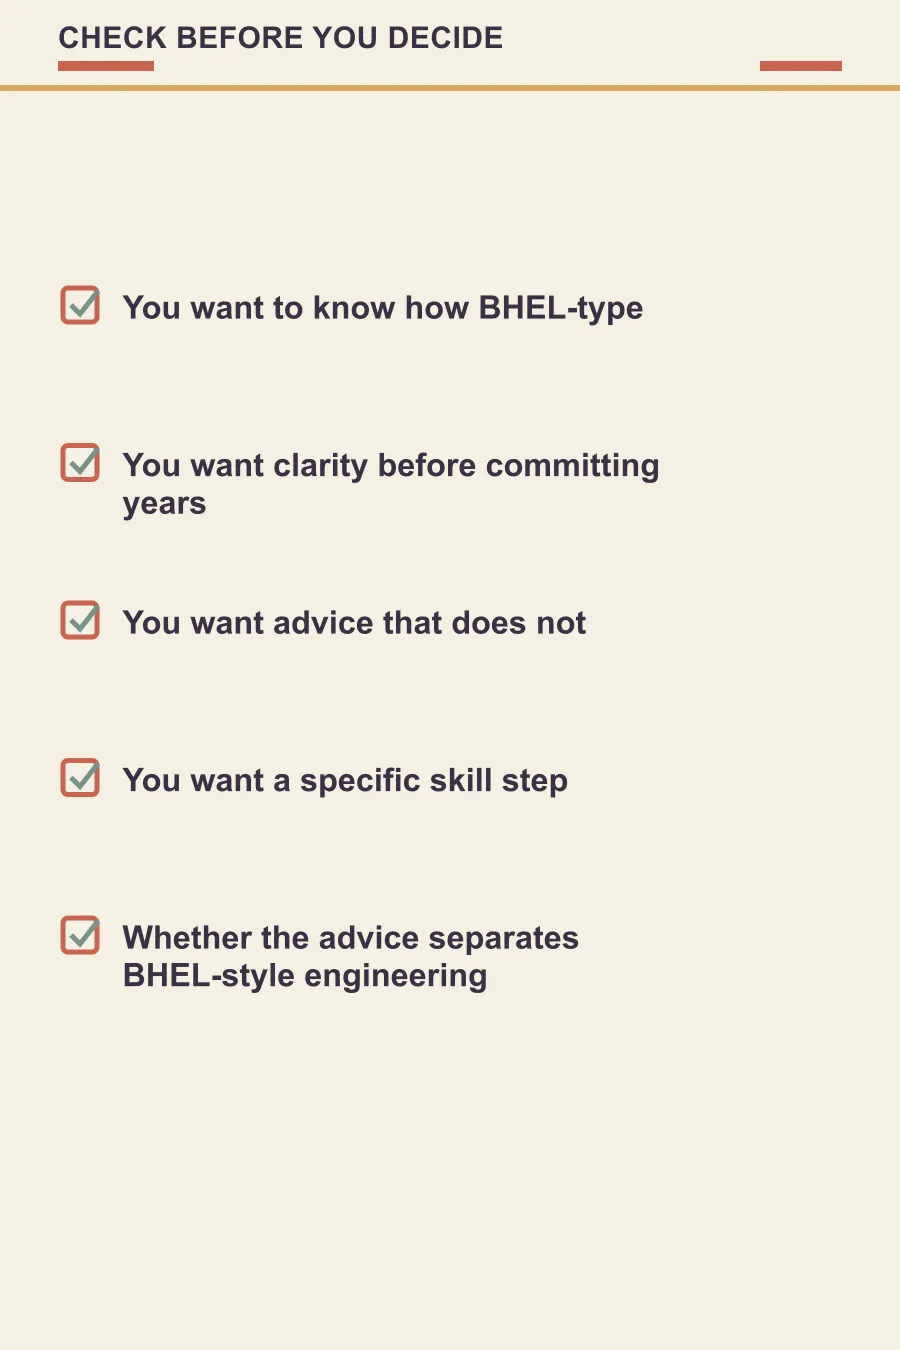 CHECK BEFORE YOU DECIDE
You want to know how BHEL-type
You want clarity before committing
years
You want advice that does not
You want a specific skill step
Whether the advice separates
BHEL-style engineering